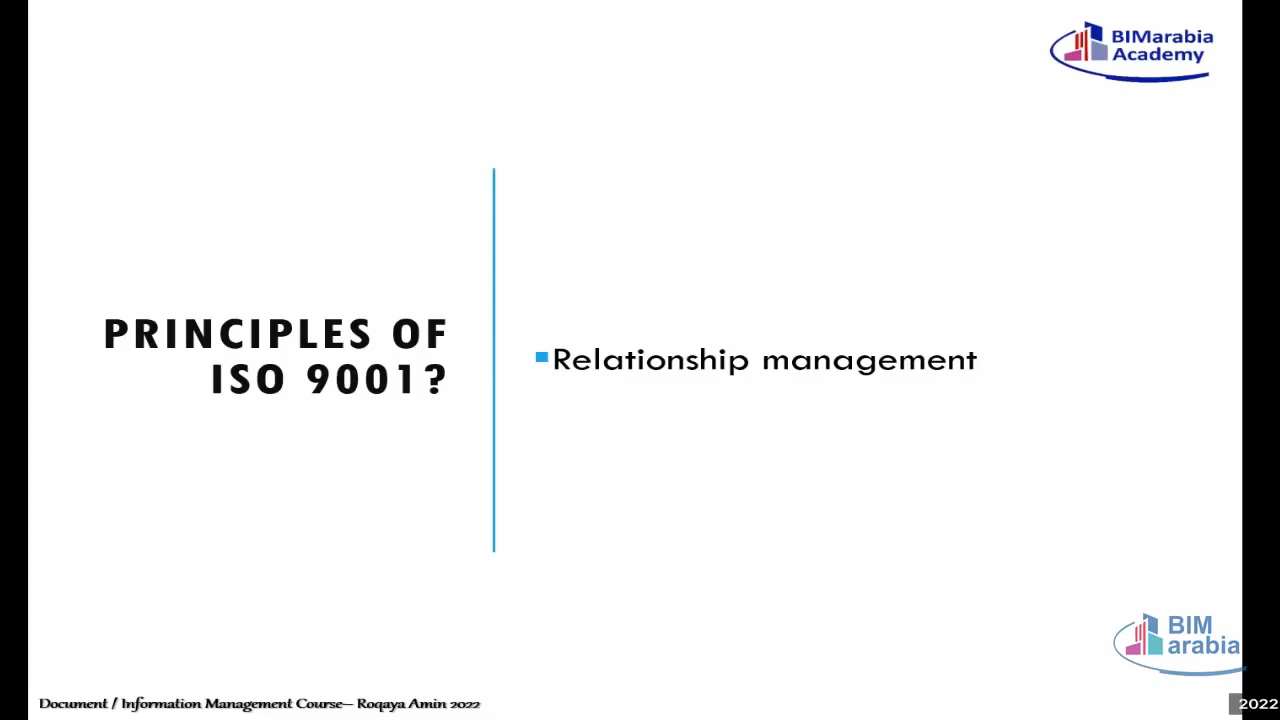 BIMarabia
Academy
PRINCIPLES OF
ISO 9001?
Relationship management
BIM
arabia
Document / Information Management Course– Roqaya Amin 2022
2022